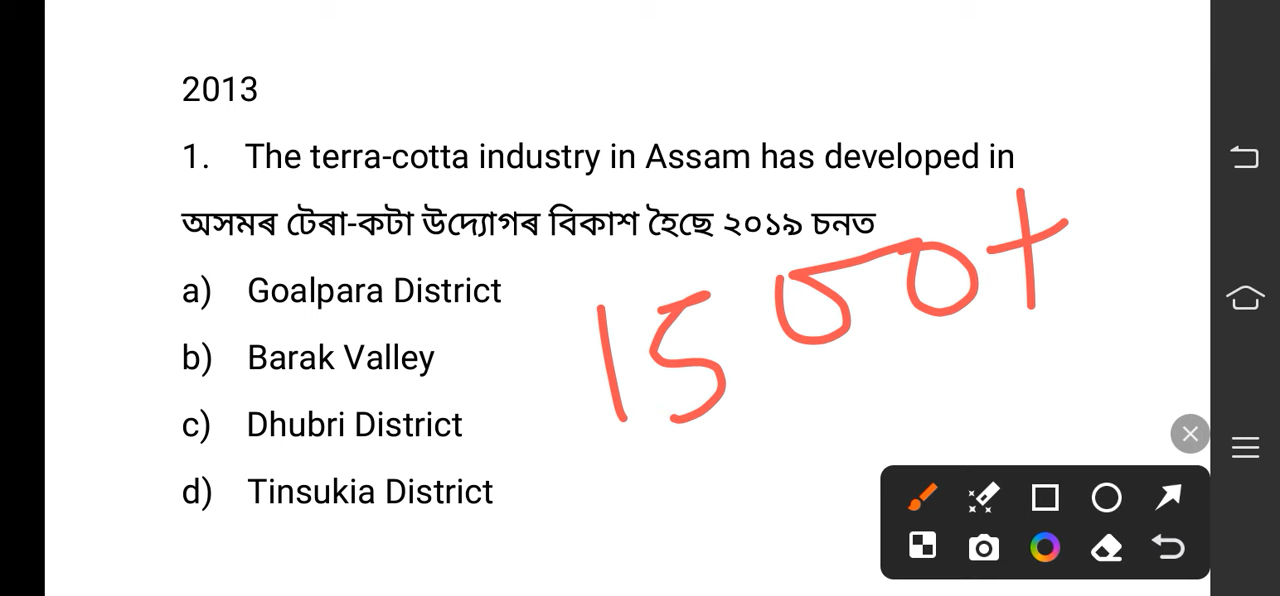 2013
1. The terra-cotta industry in Assam has developed in
অসমৰ টেৰা-কটা উদ্যোগৰ বিকাশ হৈছে ২০১৯ চনত
a) Goalpara District
b) Barak Valley
c) Dhubri District
d) Tinsukia District
1500+